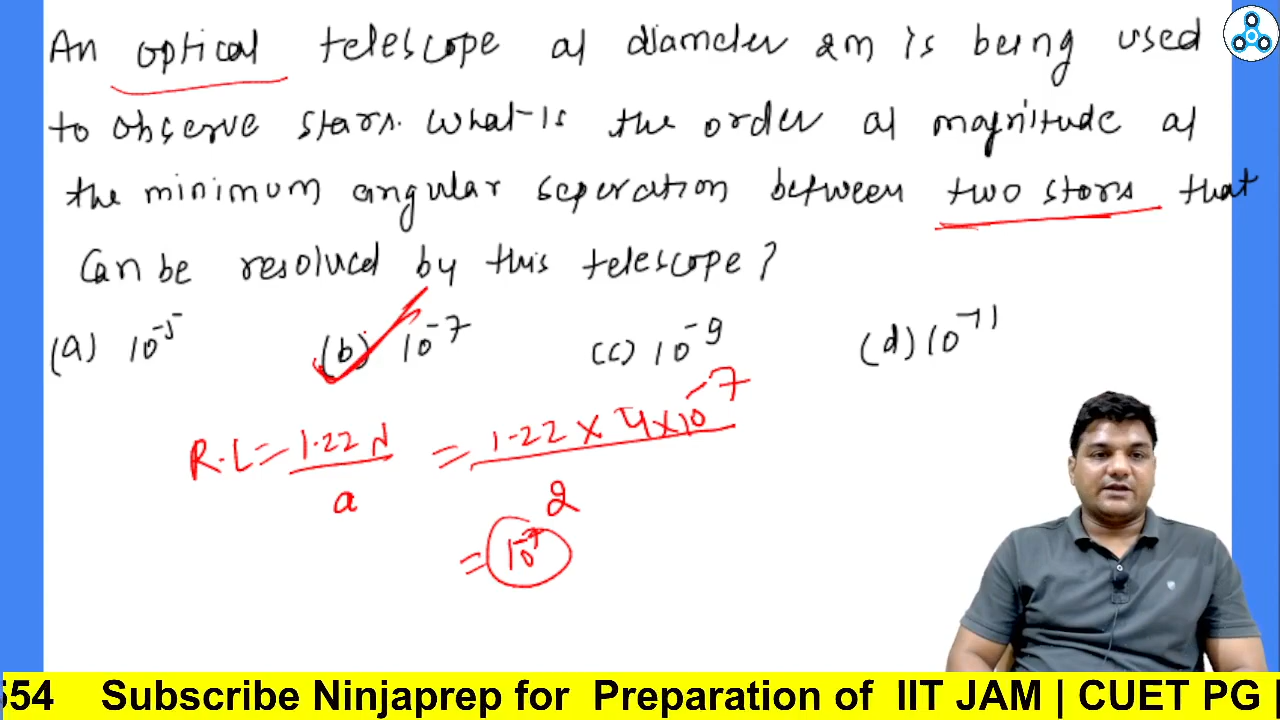 An optical telescope of diameter 2m is being used
to observe stars. What is the order of magnitude of
the minimum angular seperation between two stars that
can be resolved by this telescope?
(a) 10⁻⁵ (b) 10⁻⁷ (c) 10⁻⁹ (d) 10⁻¹¹
R.L = 1.22 λ / a = 1.22 × 4×10⁻⁷ / 2
= 10⁻⁷
554 Subscribe Ninjaprep for Preparation of IIT JAM | CUET PG |